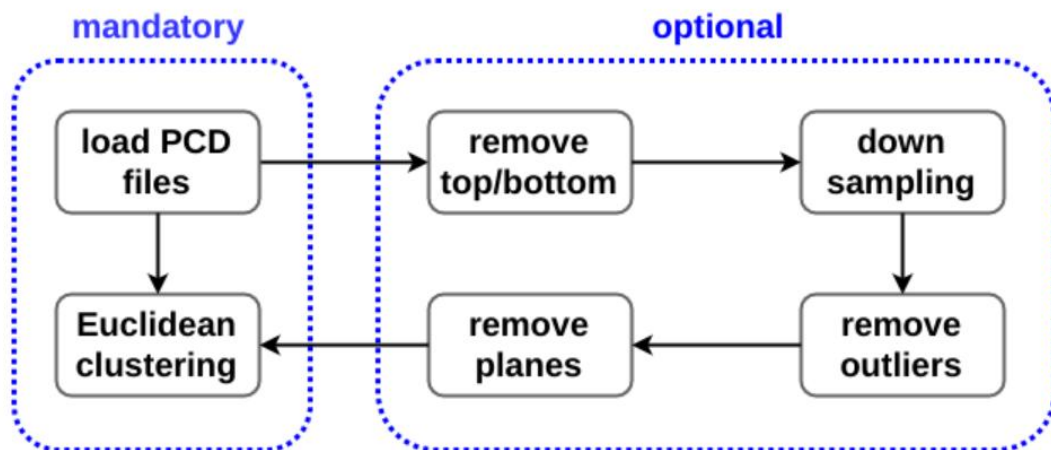 mandatory
optional
load PCD
files
remove
top/bottom
down
sampling
Euclidean
clustering
remove
planes
remove
outliers